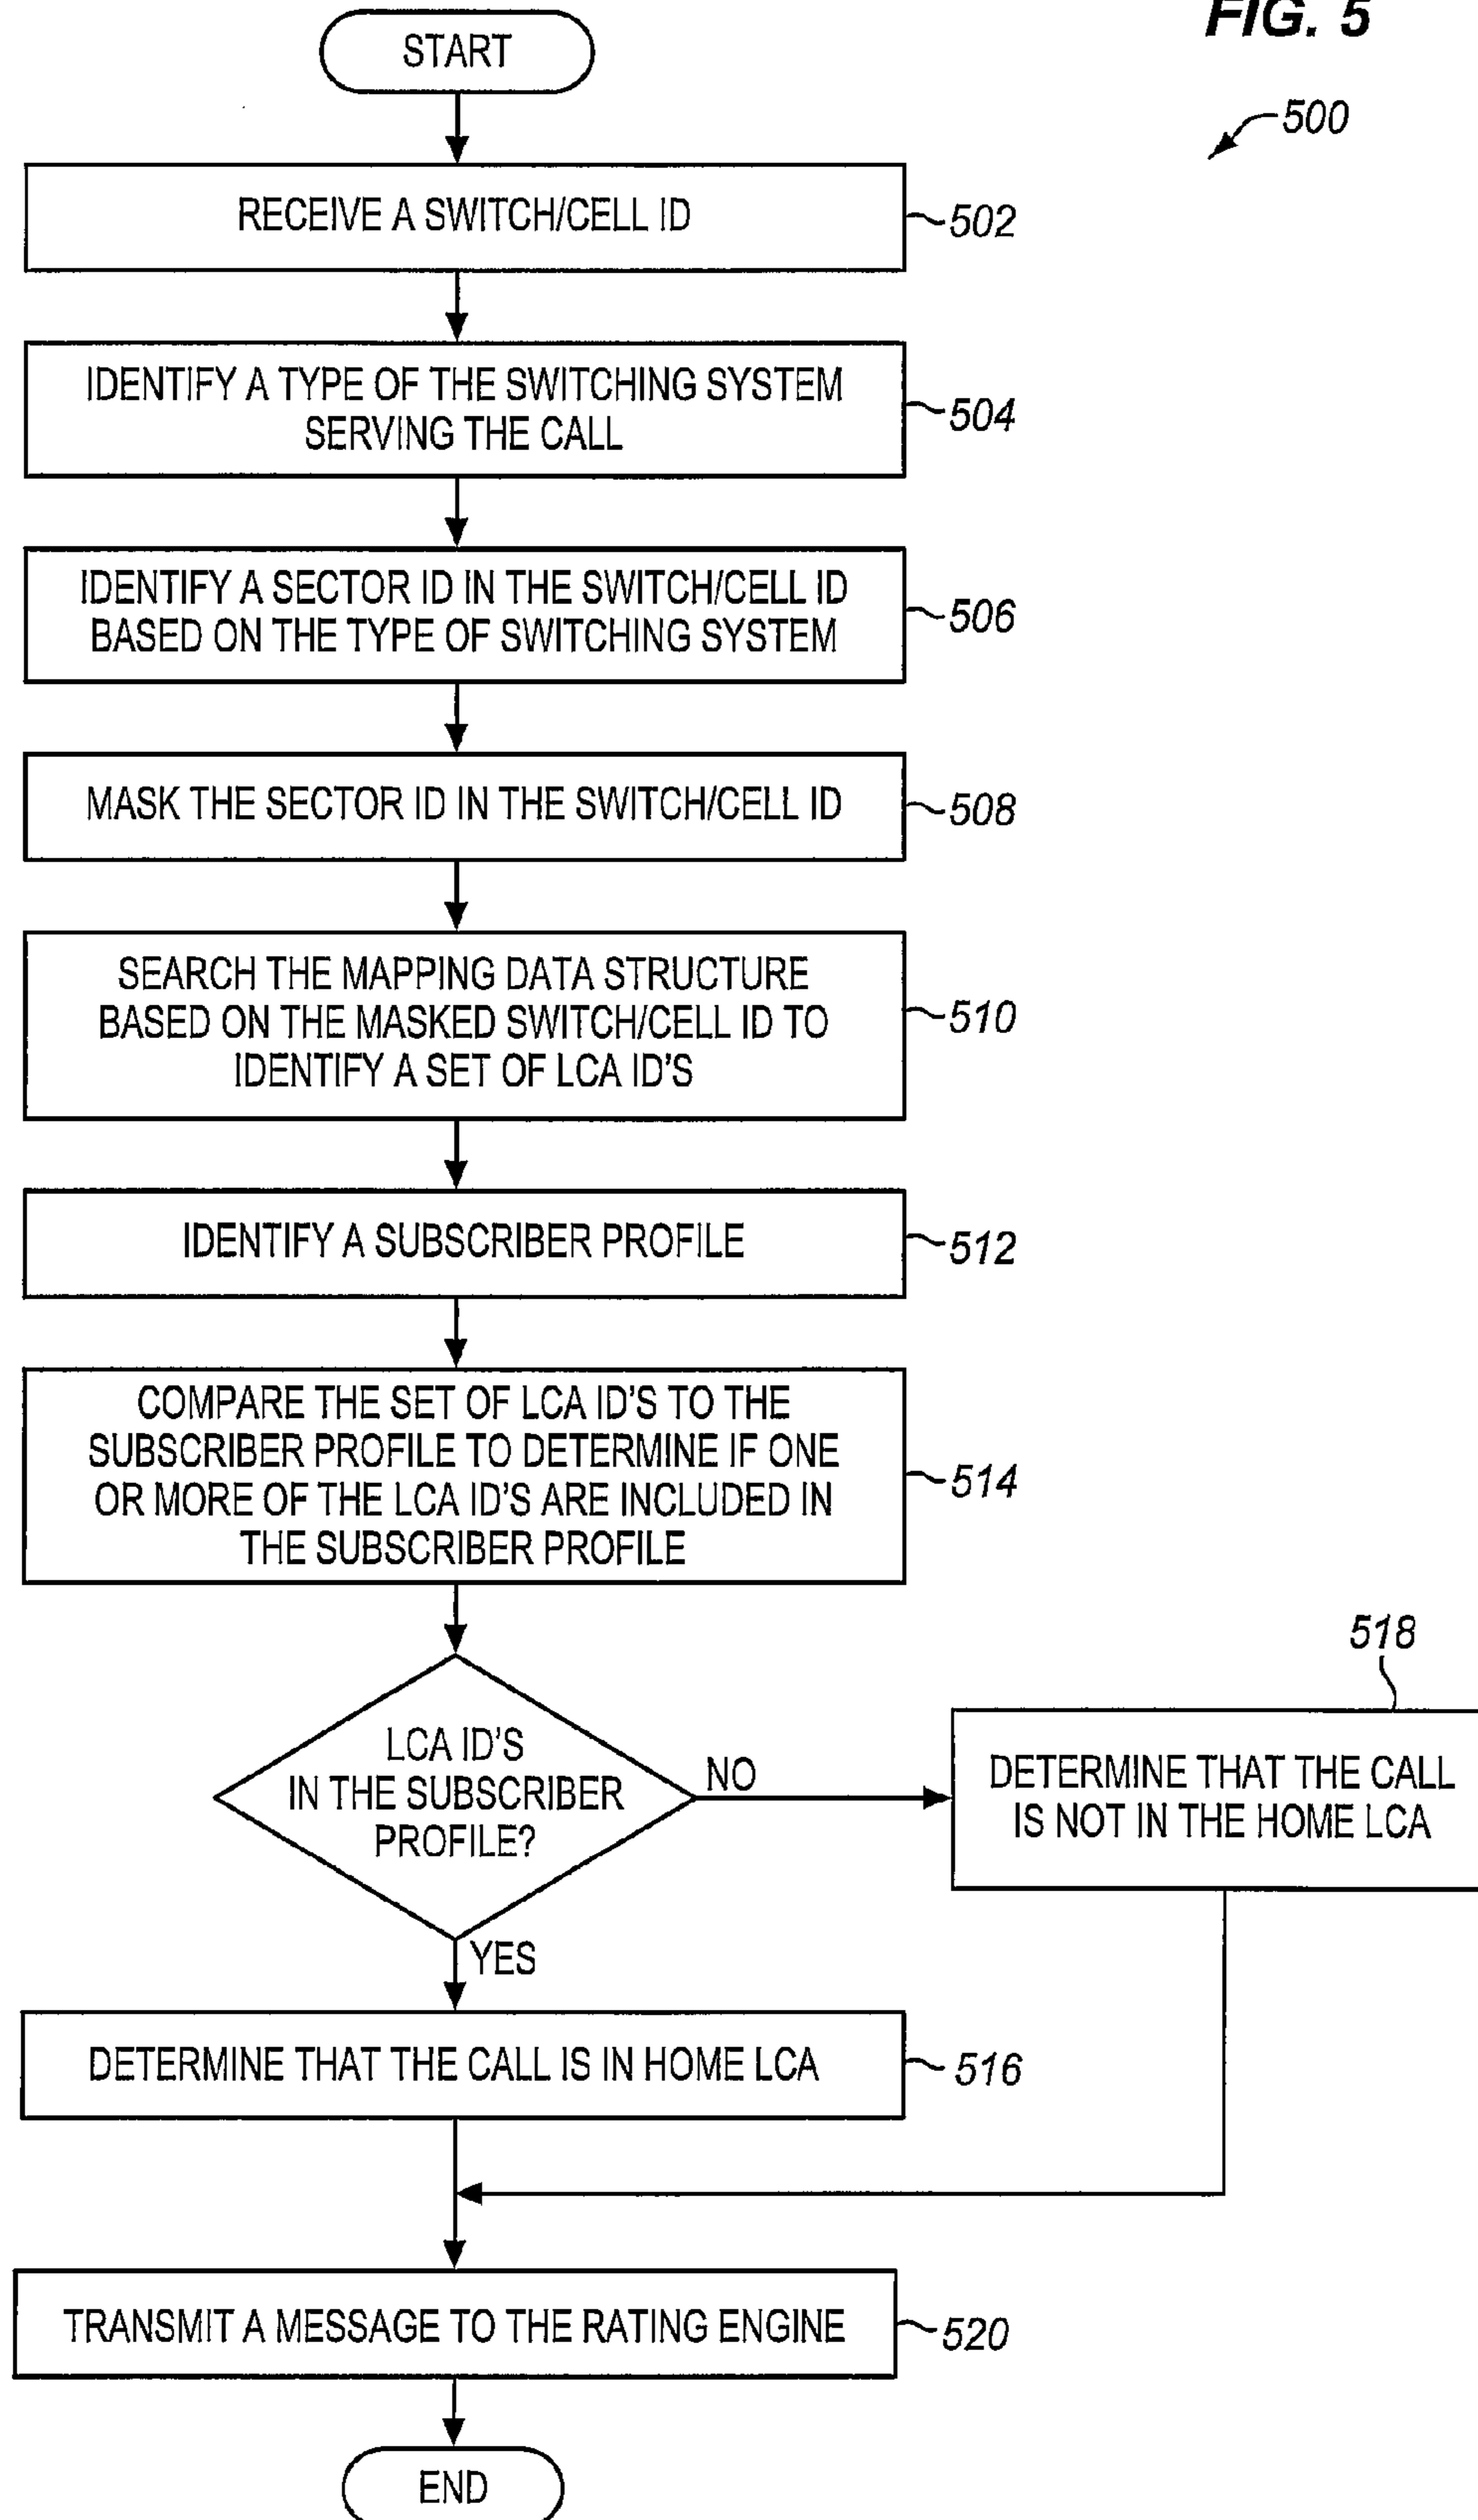 FIG. 5
START
500
RECEIVE A SWITCH/CELL ID
502
IDENTIFY A TYPE OF THE SWITCHING SYSTEM
SERVING THE CALL
504
IDENTIFY A SECTOR ID IN THE SWITCH/CELL ID
BASED ON THE TYPE OF SWITCHING SYSTEM
506
MASK THE SECTOR ID IN THE SWITCH/CELL ID
508
SEARCH THE MAPPING DATA STRUCTURE
BASED ON THE MASKED SWITCH/CELL ID TO
IDENTIFY A SET OF LCA ID'S
510
IDENTIFY A SUBSCRIBER PROFILE
512
COMPARE THE SET OF LCA ID'S TO THE
SUBSCRIBER PROFILE TO DETERMINE IF ONE
OR MORE OF THE LCA ID'S ARE INCLUDED IN
THE SUBSCRIBER PROFILE
514
LCA ID'S
IN THE SUBSCRIBER
PROFILE?
NO
518
DETERMINE THAT THE CALL
IS NOT IN THE HOME LCA
YES
DETERMINE THAT THE CALL IS IN HOME LCA
516
TRANSMIT A MESSAGE TO THE RATING ENGINE
520
END